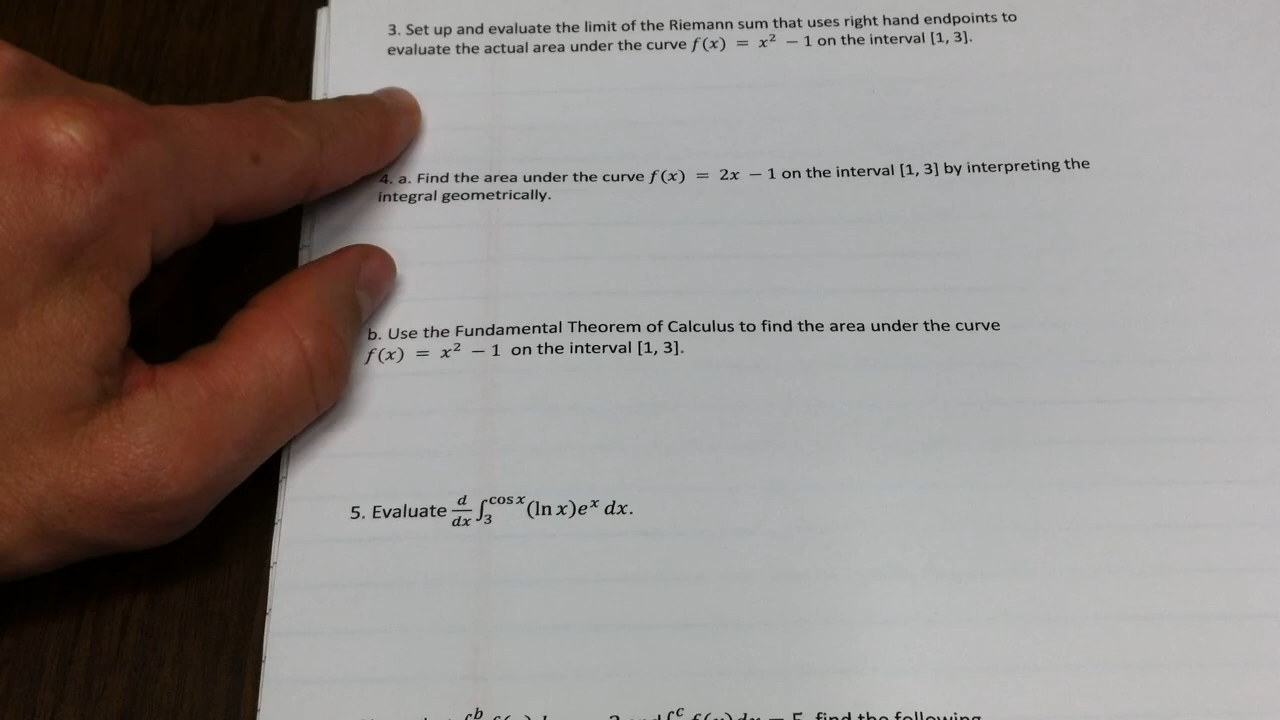 3. Set up and evaluate the limit of the Riemann sum that uses right hand endpoints to
evaluate the actual area under the curve f(x) = x² − 1 on the interval [1, 3].
4. a. Find the area under the curve f(x) = 2x − 1 on the interval [1, 3] by interpreting the
integral geometrically.
b. Use the Fundamental Theorem of Calculus to find the area under the curve
f(x) = x² − 1 on the interval [1, 3].
5. Evaluate d/dx ∫₃^{cos x} (ln x)eˣ dx.
find the following